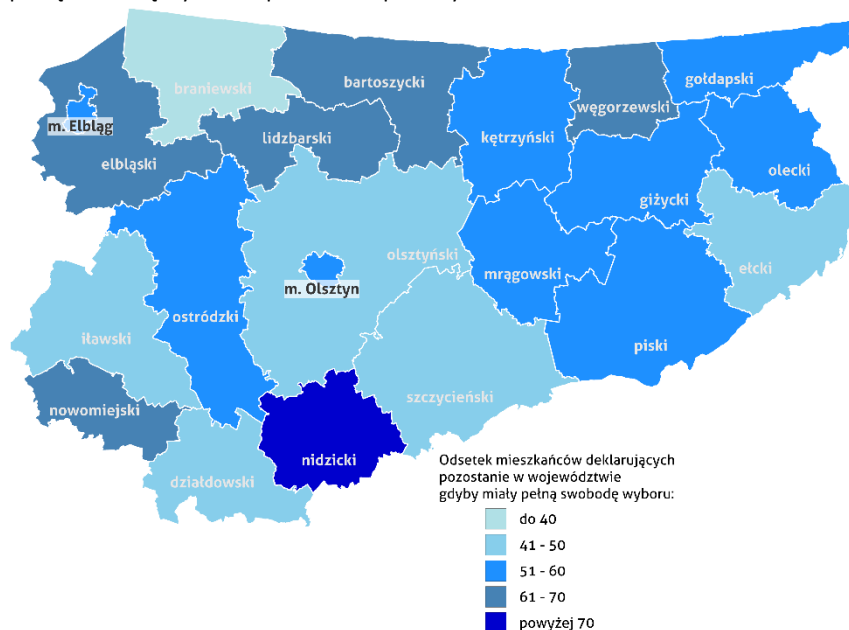 braniewski
bartoszycki
gołdapski
węgorzewski
m. Elbląg
lidzbarski
kętrzyński
elbląski
olecki
giżycki
olsztyński
mrągowski
ełcki
m. Olsztyn
ostródzki
iławski
piski
szczycieński
nowomiejski
nidzicki
działdowski
Odsetek mieszkańców deklarujących
pozostanie w województwie
gdyby miały pełną swobodę wyboru:
do 40
41 - 50
51 - 60
61 - 70
powyżej 70